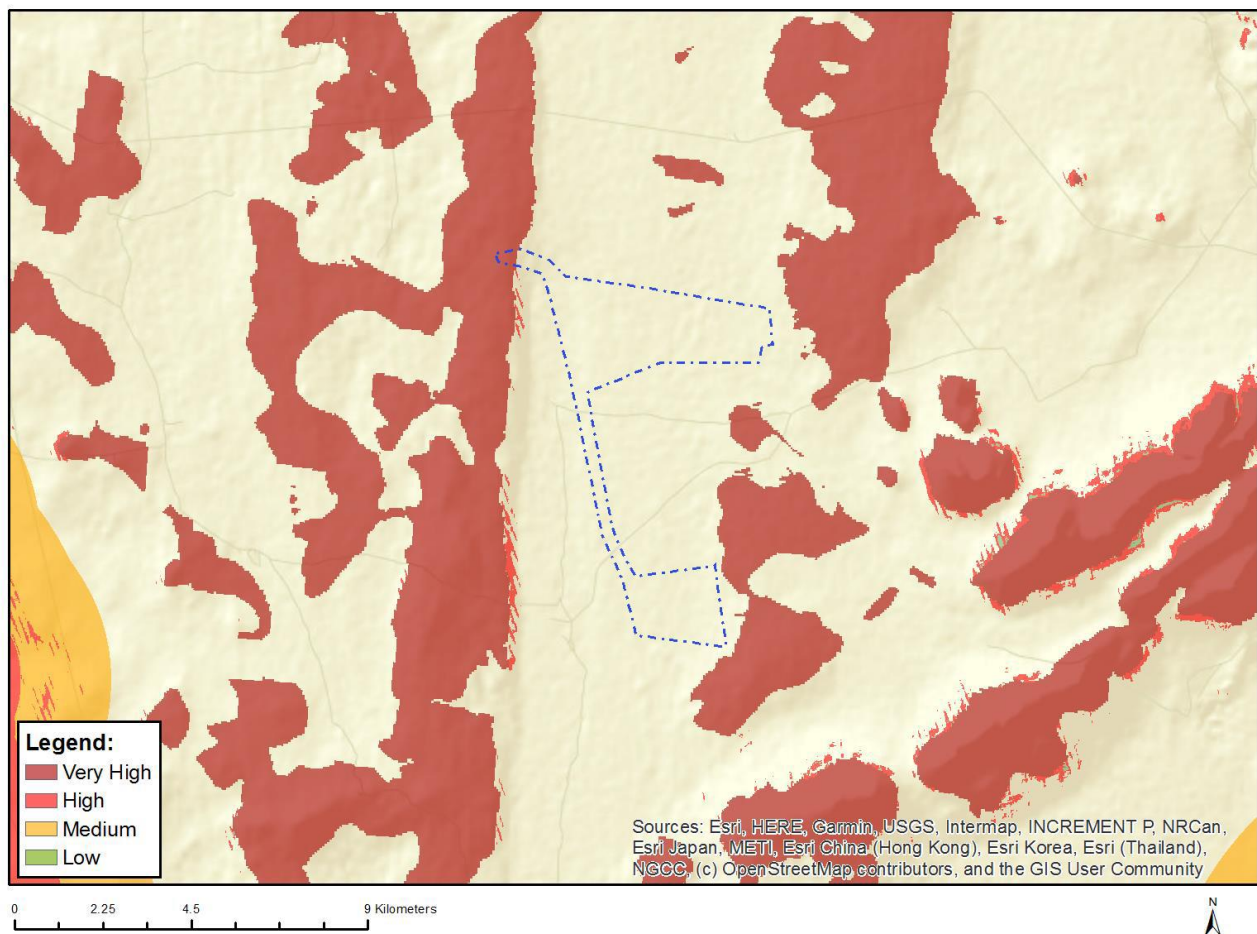 Legend:
Very High
High
Medium
Low
Sources: Esri, HERE, Garmin, USGS, Intermap, INCREMENT P, NRCan,
Esri Japan, METI, Esri China (Hong Kong), Esri Korea, Esri (Thailand),
NGCC, (c) OpenStreetMap contributors, and the GIS User Community
0 2.25 4.5 9 Kilometers
N